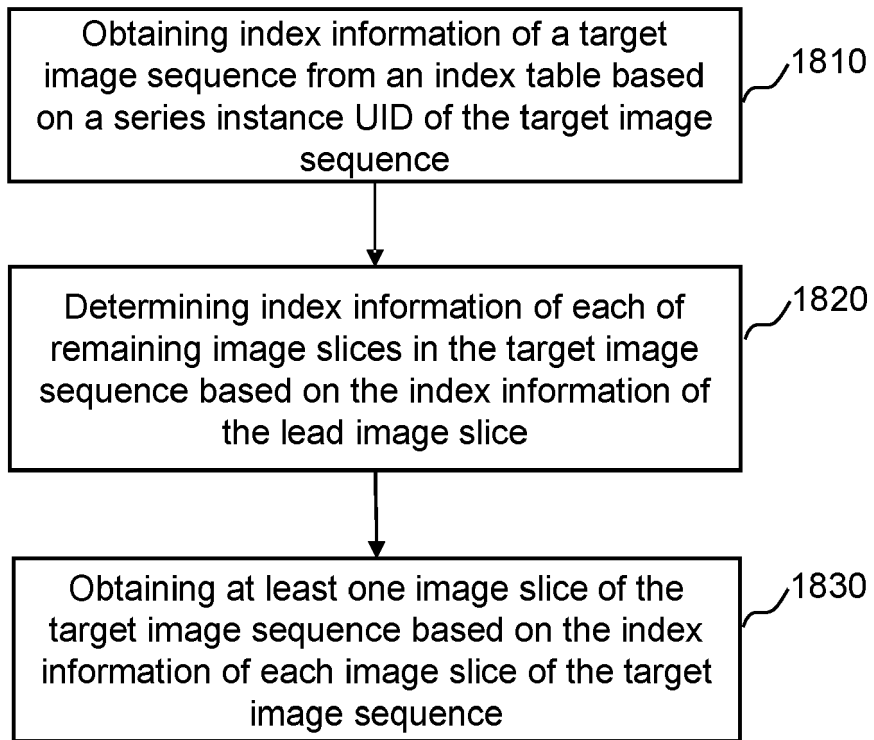 Obtaining index information of a target
image sequence from an index table based
on a series instance UID of the target image
sequence
1810
Determining index information of each of
remaining image slices in the target image
sequence based on the index information of
the lead image slice
1820
Obtaining at least one image slice of the
target image sequence based on the index
information of each image slice of the target
image sequence
1830